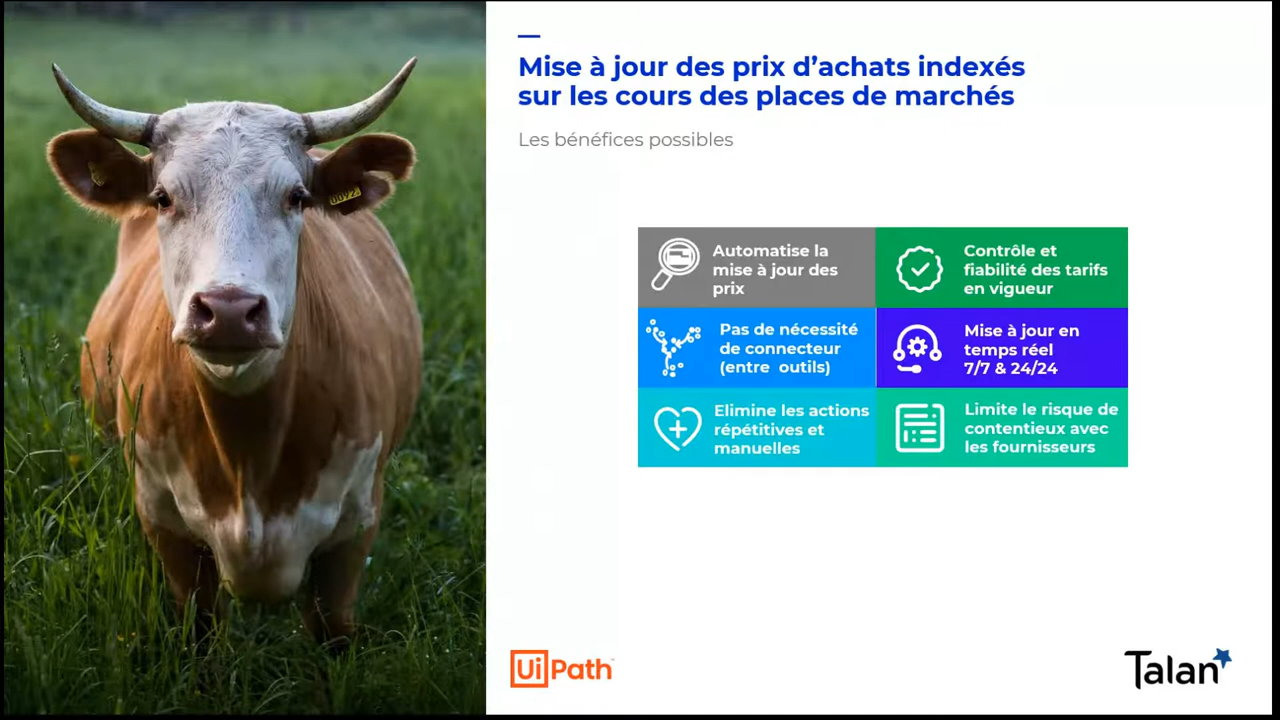 Mise à jour des prix d’achats indexés
sur les cours des places de marchés
Les bénéfices possibles
Automatise la
mise à jour des
prix
Contrôle et
fiabilité des tarifs
en vigueur
Pas de nécessité
de connecteur
(entre outils)
Mise à jour en
temps réel
7/7 & 24/24
Elimine les actions
répétitives et
manuelles
Limite le risque de
contentieux avec
les fournisseurs
UiPath
Talan